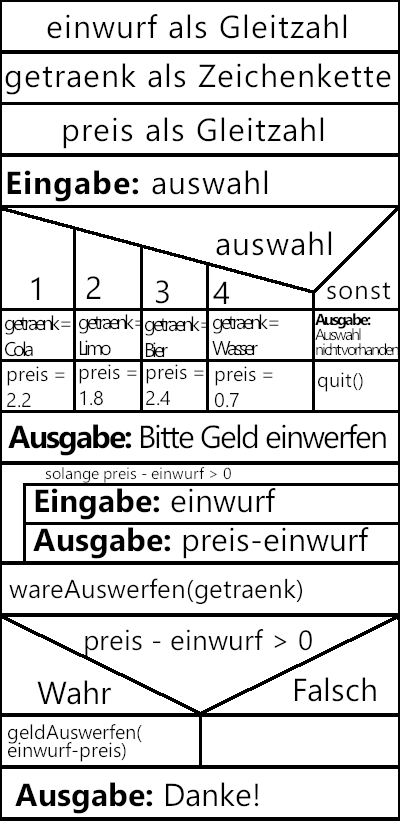 einwurf als Gleitzahl
getraenk als Zeichenkette
preis als Gleitzahl
Eingabe: auswahl
auswahl
1 2 3 4 sonst
getraenk=
Cola
getraenk=
Limo
getraenk=
Bier
getraenk=
Wasser
Ausgabe:
Auswahl
nichtvorhanden
preis =
2.2
preis =
1.8
preis =
2.4
preis =
0.7
quit()
Ausgabe: Bitte Geld einwerfen
solange preis - einwurf > 0
Eingabe: einwurf
Ausgabe: preis-einwurf
wareAuswerfen(getraenk)
preis - einwurf > 0
Wahr Falsch
geldAuswerfen(
einwurf-preis)
Ausgabe: Danke!